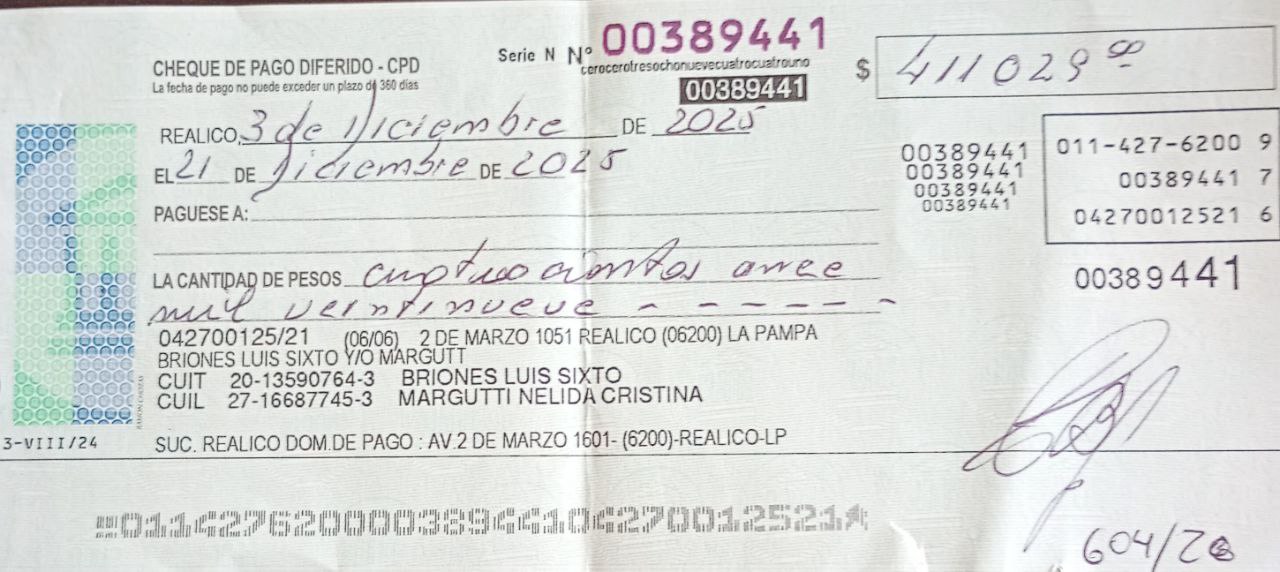 Serie N Nº 00389441
cerocerotresochonuevecuatrocuatrouno
00389441
CHEQUE DE PAGO DIFERIDO - CPD
La fecha de pago no puede exceder un plazo de 360 días
$ 411029 00
REALICO, 3 de Diciembre DE 2025
EL 21 DE Diciembre DE 2025
PAGUESE A:
LA CANTIDAD DE PESOS cuatrocientos once
mil veintinueve - - - - - -
00389441
00389441
00389441
00389441
011-427-6200 9
00389441 7
04270012521 6
00389441
042700125/21 (06/06) 2 DE MARZO 1051 REALICO (06200) LA PAMPA
BRIONES LUIS SIXTO Y/O MARGUTT
CUIT 20-13590764-3 BRIONES LUIS SIXTO
CUIL 27-16687745-3 MARGUTTI NELIDA CRISTINA
3-VIII/24
SUC. REALICO DOM.DE PAGO : AV.2 DE MARZO 1601- (6200)-REALICO-LP
01142762000038944104270012521